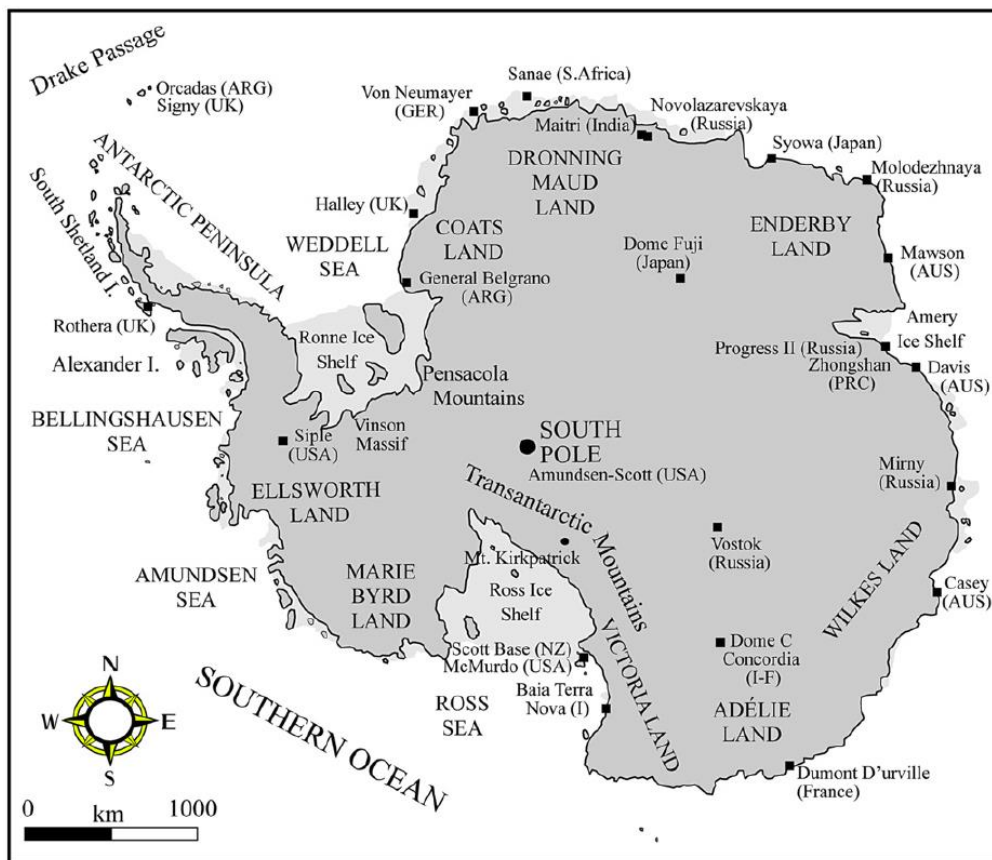 Drake Passage
Orcadas (ARG)
Signy (UK)
Von Neumayer
(GER)
Sanae (S.Africa)
Maitri (India)
Novolazarevskaya
(Russia)
Syowa (Japan)
Molodezhnaya
(Russia)
ANTARCTIC PENINSULA
South Shetland I.
Halley (UK)
WEDDELL
SEA
COATS
LAND
DRONNING
MAUD
LAND
ENDERBY
LAND
Dome Fuji
(Japan)
Mawson
(AUS)
General Belgrano
(ARG)
Rothera (UK)
Alexander I.
Ronne Ice
Shelf
Amery
Ice Shelf
Progress II (Russia)
Zhongshan
(PRC)
Davis
(AUS)
Pensacola
Mountains
BELLINGSHAUSEN
SEA
Siple
(USA)
Vinson
Massif
SOUTH
POLE
Amundsen-Scott (USA)
Mirny
(Russia)
ELLSWORTH
LAND
Transantarctic
Mountains
Mt. Kirkpatrick
Vostok
(Russia)
WILKES LAND
AMUNDSEN
SEA
MARIE
BYRD
LAND
Ross Ice
Shelf
Casey
(AUS)
Scott Base (NZ)
McMurdo (USA)
VICTORIA LAND
Dome C
Concordia
(I-F)
Baia Terra
Nova (I)
ROSS
SEA
ADÉLIE
LAND
SOUTHERN OCEAN
Dumont D'urville
(France)
N
W
E
S
0 km 1000